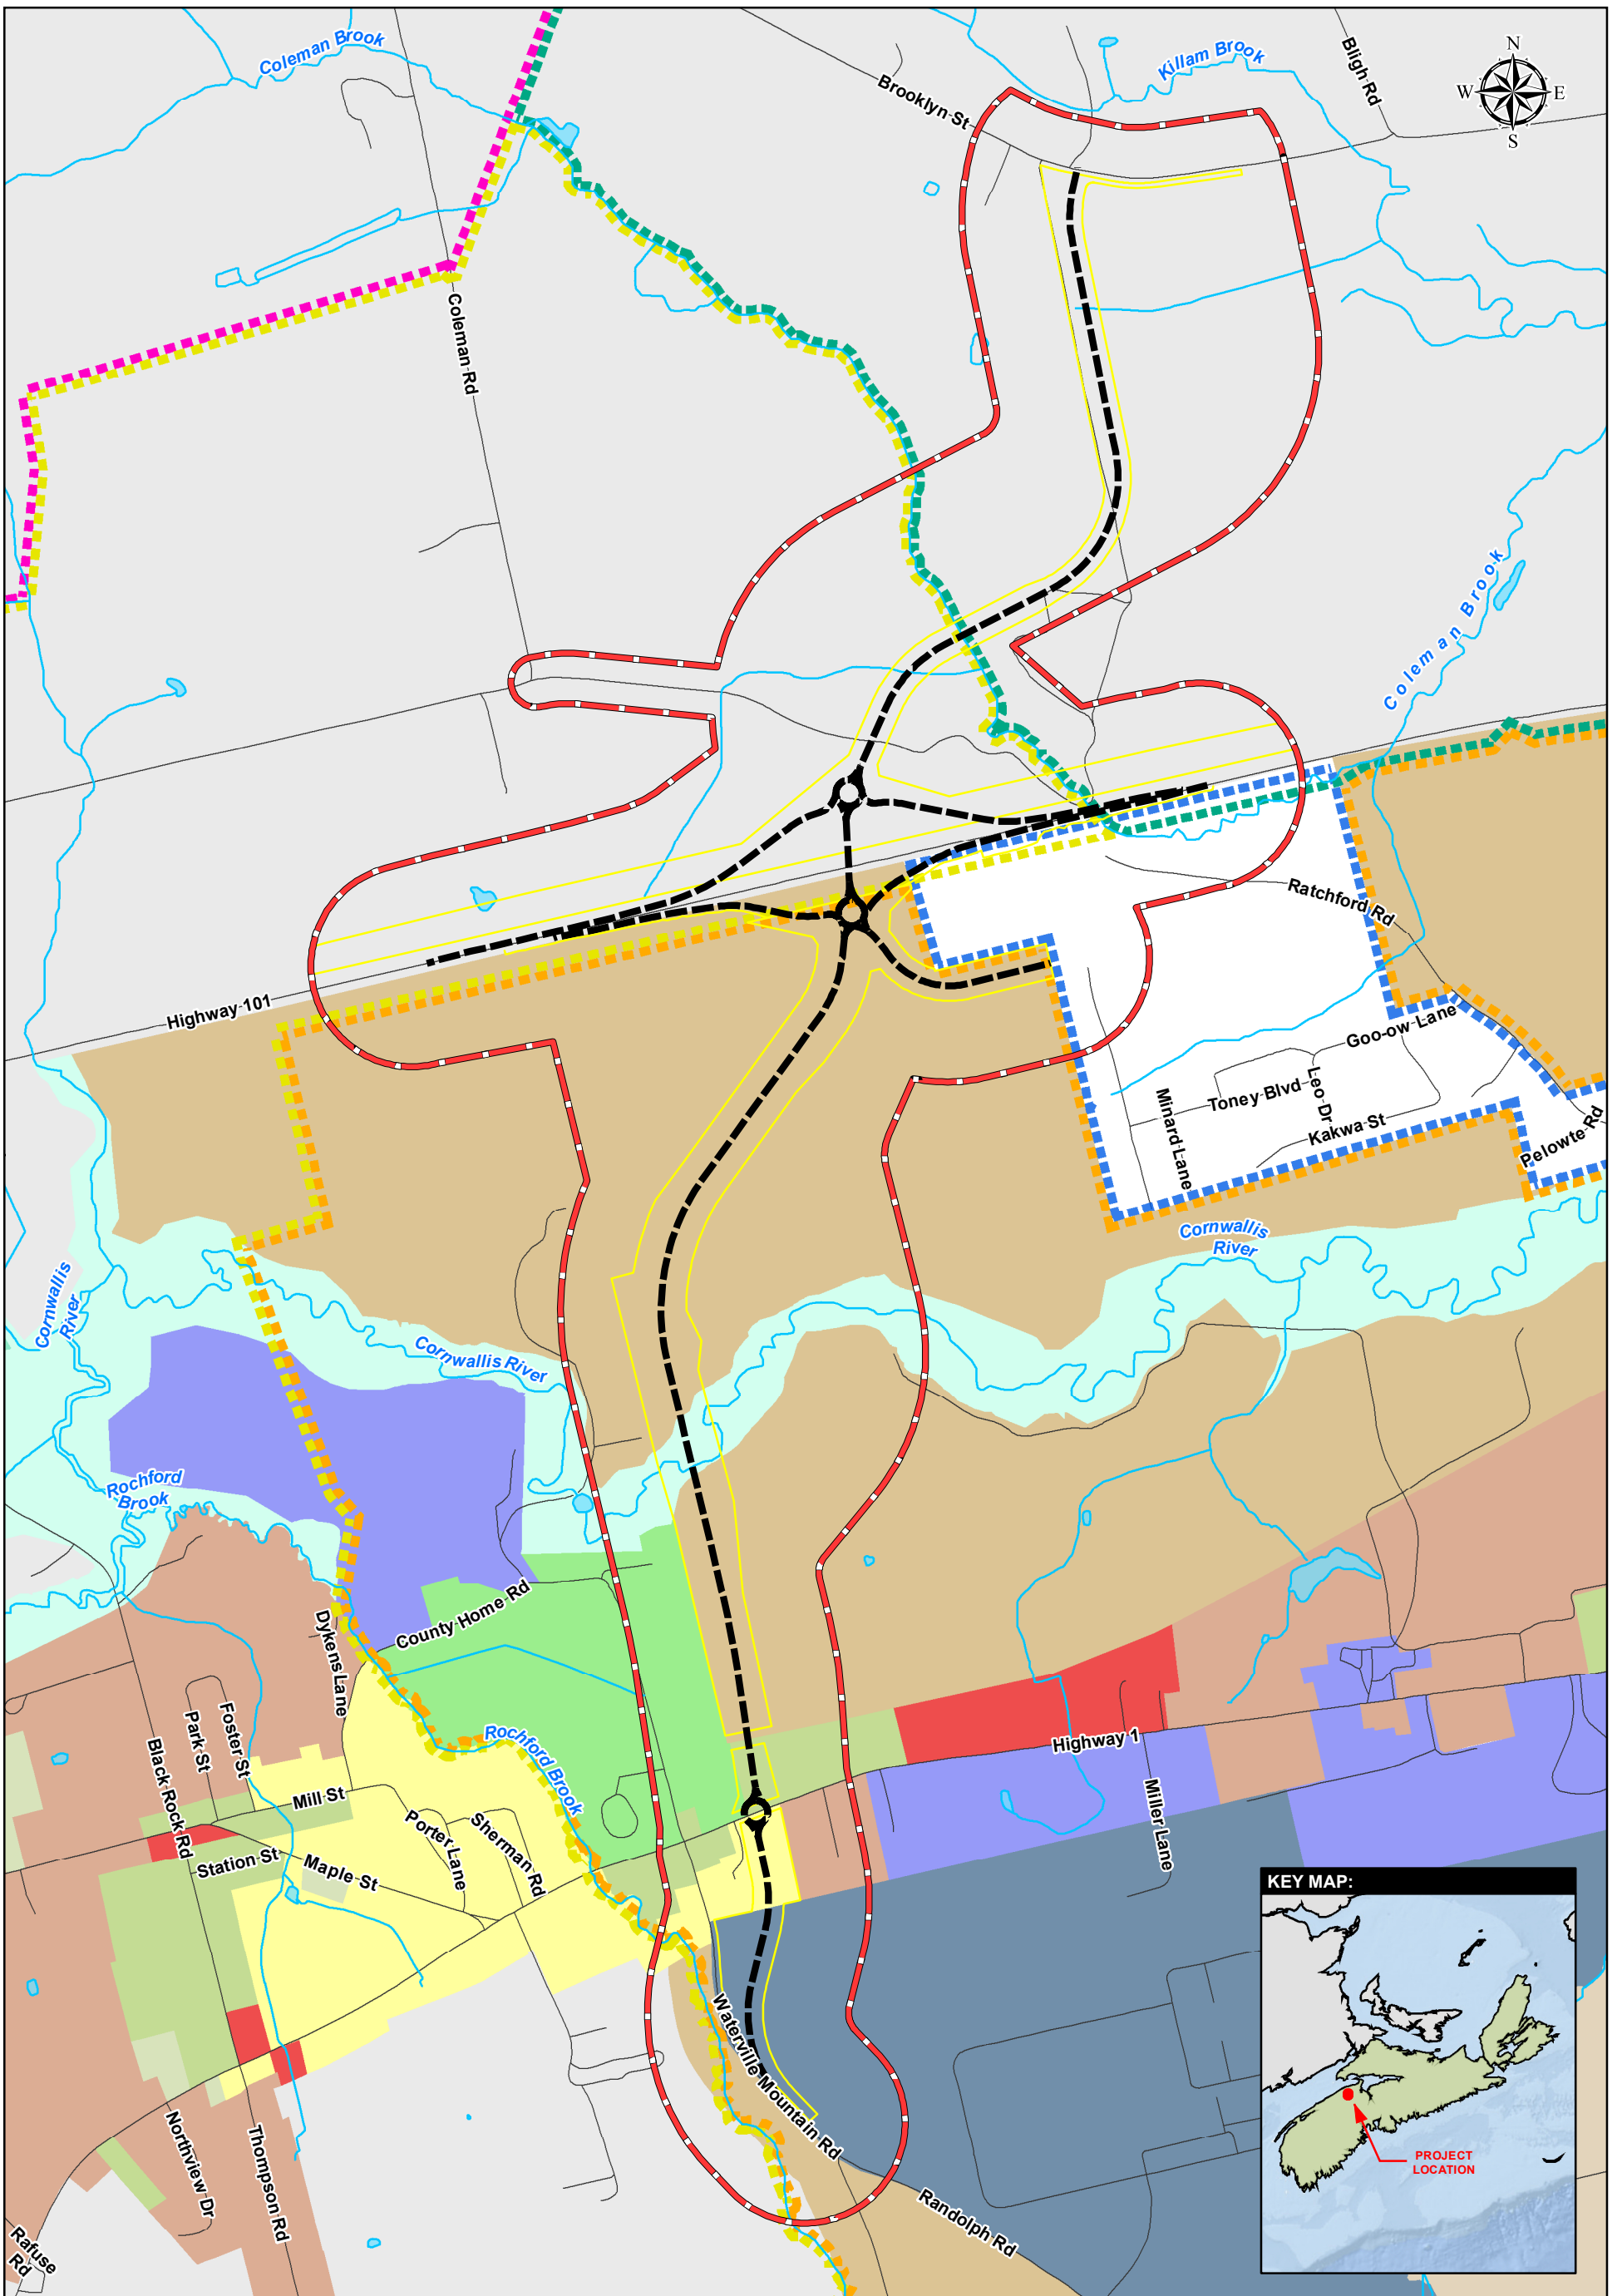 Coleman Brook
Killam Brook
Bligh Rd
N
W
E
S
Brooklyn St
Coleman Rd
Coleman Brook
Ratchford Rd
Highway 101
Goo-ow-Lane
Leo Dr
Toney Blvd
Minard Lane
Kakwa St
Pelowte Rd
Cornwallis
River
Cornwallis
River
Cornwallis River
Rochford
Brook
County Home Rd
Dykens Lane
Foster St
Park St
Black Rock Rd
Rochford Brook
Highway 1
Mill St
Miller Lane
Porter Lane
Sherman Rd
Station St
Maple St
KEY MAP:
Waterville Mountain Rd
PROJECT
LOCATION
Northview Dr
Thompson Rd
Randolph Rd
Rafuse
Rd